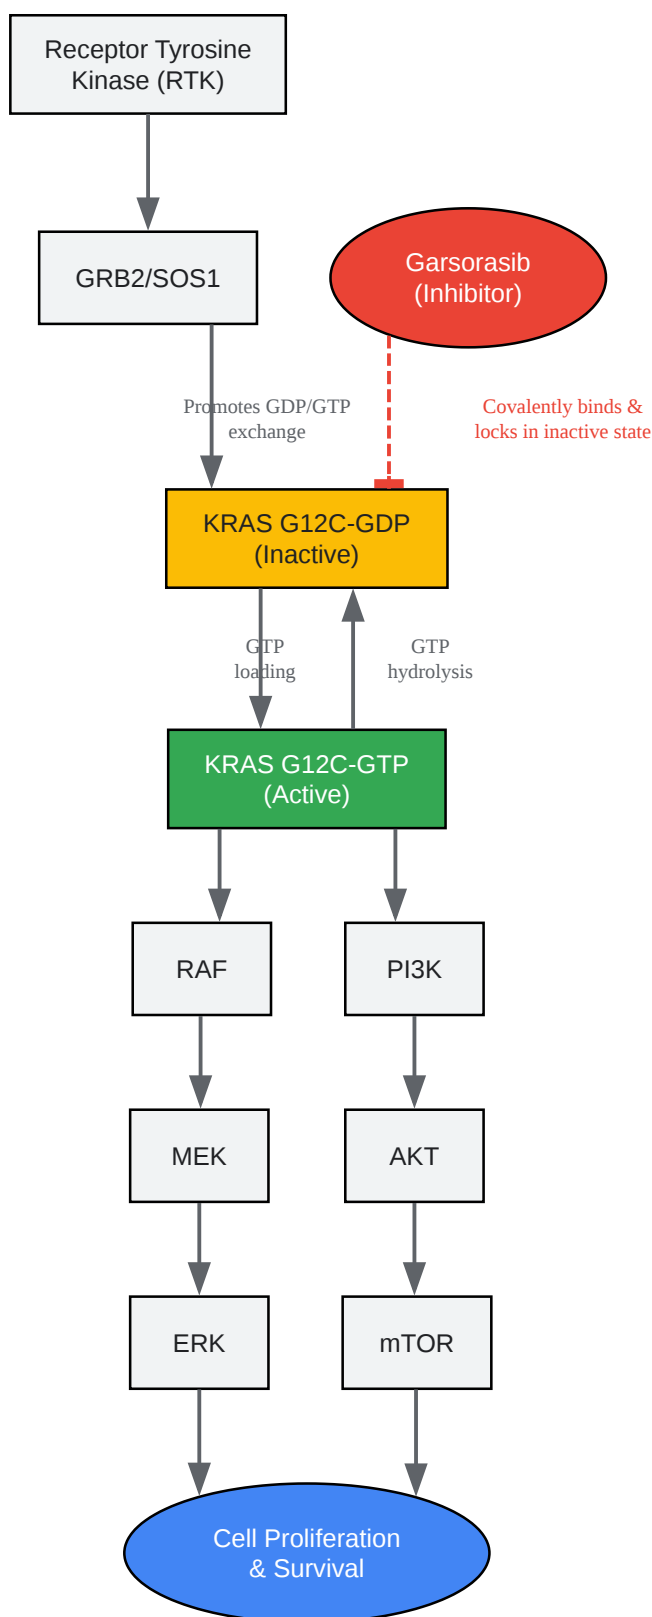 Receptor Tyrosine
Kinase (RTK)
GRB2/SOS1
Garsorasib
(Inhibitor)
Promotes GDP/GTP
exchange
Covalently binds &
locks in inactive state
KRAS G12C-GDP
(Inactive)
GTP
loading
GTP
hydrolysis
KRAS G12C-GTP
(Active)
RAF
PI3K
MEK
AKT
ERK
mTOR
Cell Proliferation
& Survival